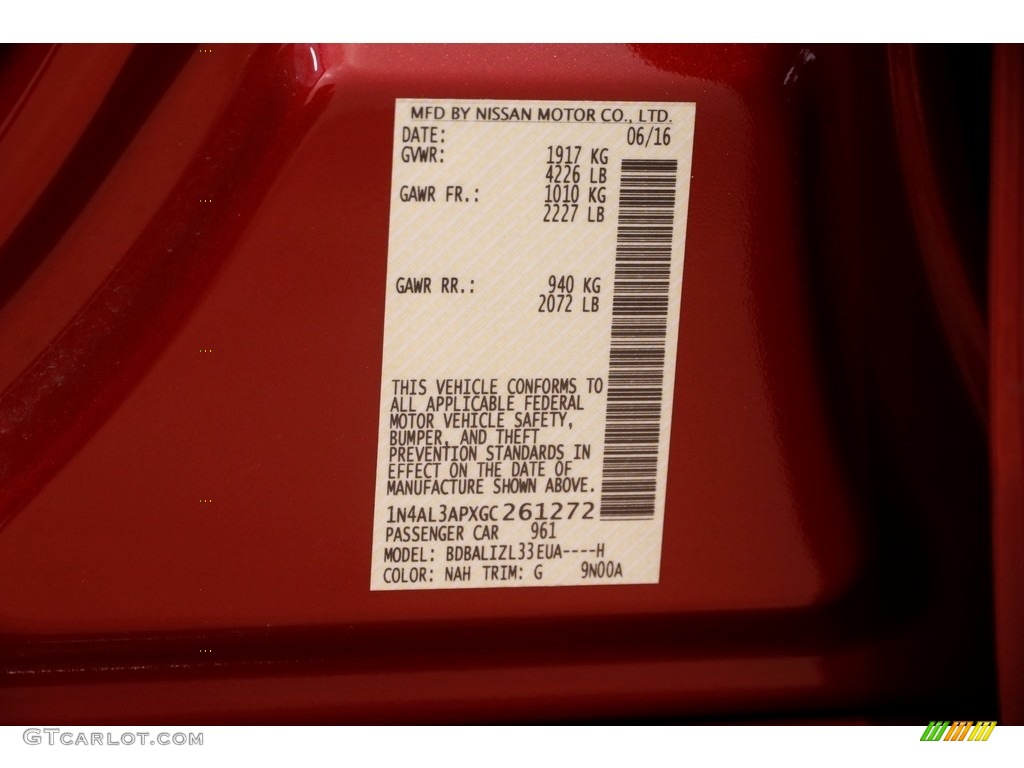 MFD BY NISSAN MOTOR CO., LTD.
DATE: 06/16
GVWR: 1917 KG
4226 LB
GAWR FR.: 1010 KG
2227 LB
GAWR RR.: 940 KG
2072 LB
THIS VEHICLE CONFORMS TO
ALL APPLICABLE FEDERAL
MOTOR VEHICLE SAFETY,
BUMPER, AND THEFT
PREVENTION STANDARDS IN
EFFECT ON THE DATE OF
MANUFACTURE SHOWN ABOVE.
1N4AL3APXGC261272
PASSENGER CAR 961
MODEL: BDBALIZL33EUA----H
COLOR: NAH TRIM: G 9N00A
GTcarlot.com